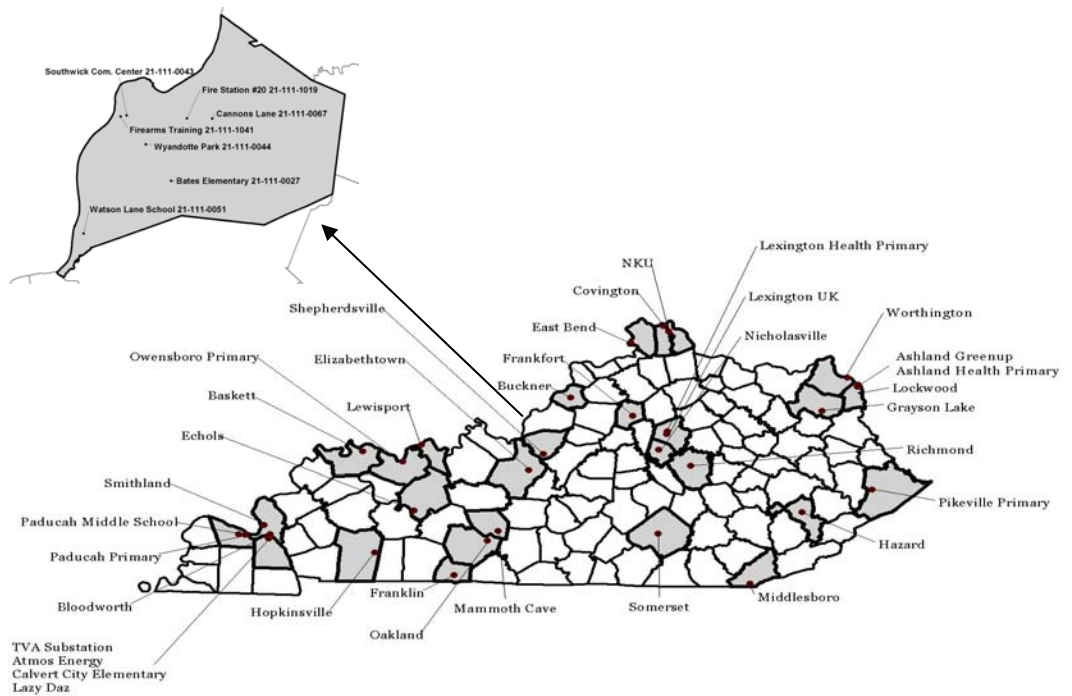 Southwick Com. Center 21-111-0043
Fire Station #20 21-111-1019
Cannons Lane 21-111-0067
Firearms Training 21-111-1041
Wyandotte Park 21-111-0044
Bates Elementary 21-111-0027
Watson Lane School 21-111-0051
Lexington Health Primary
NKU
Covington
Lexington UK
Shepherdsville
Worthington
East Bend
Nicholasville
Owensboro Primary
Elizabethtown
Frankfort
Ashland Greenup
Ashland Health Primary
Buckner
Lockwood
Baskett
Lewisport
Grayson Lake
Echols
Richmond
Smithland
Pikeville Primary
Paducah Middle School
Paducah Primary
Hazard
Franklin
Middlesboro
Bloodworth
Hopkinsville
Mammoth Cave
Somerset
Oakland
TVA Substation
Atmos Energy
Calvert City Elementary
Lazy Daz